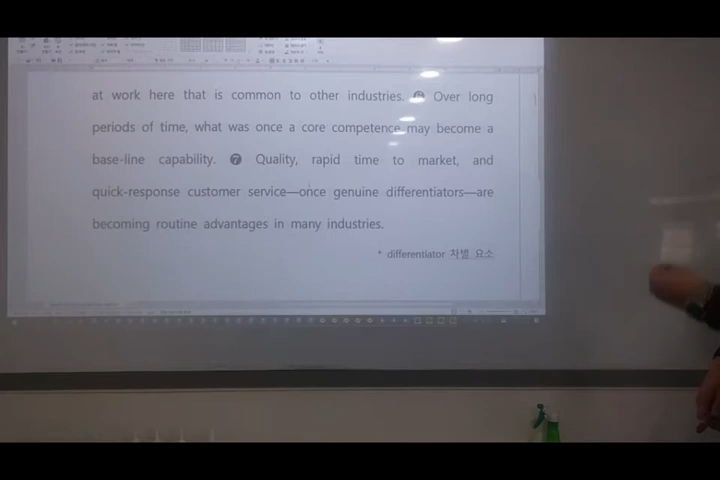 at work here that is common to other industries. ❻ Over long
periods of time, what was once a core competence may become a
base-line capability. ❼ Quality, rapid time to market, and
quick-response customer service—once genuine differentiators—are
becoming routine advantages in many industries.
* differentiator 차별 요소